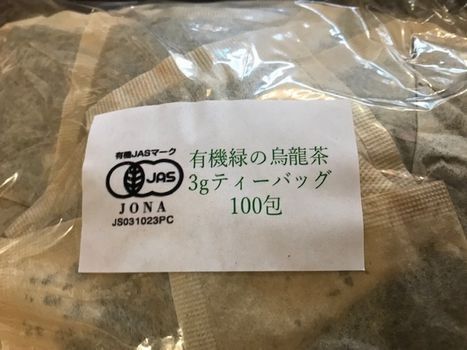 有機JASマーク
JAS
JONA
JS031023PC
有機緑の烏龍茶
3gティーバッグ
100包